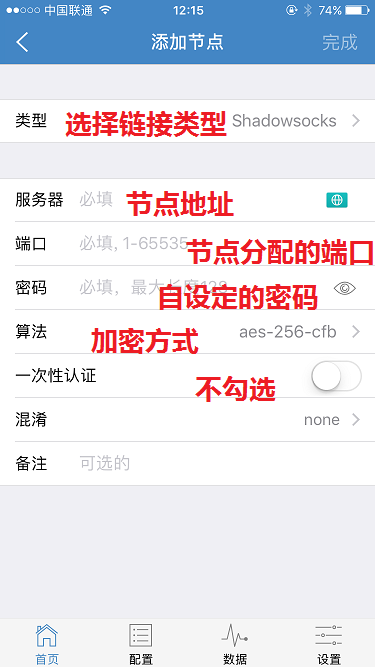 中国联通 12:15 74%
添加节点 完成
类型 选择链接类型 Shadowsocks
服务器 必填 节点地址
端口 必填, 1-65535 节点分配的端口
密码 必填, 最大长度128 自设定的密码
算法 加密方式 aes-256-cfb
一次性认证 不勾选
混淆 none
备注 可选的
首页 配置 数据 设置